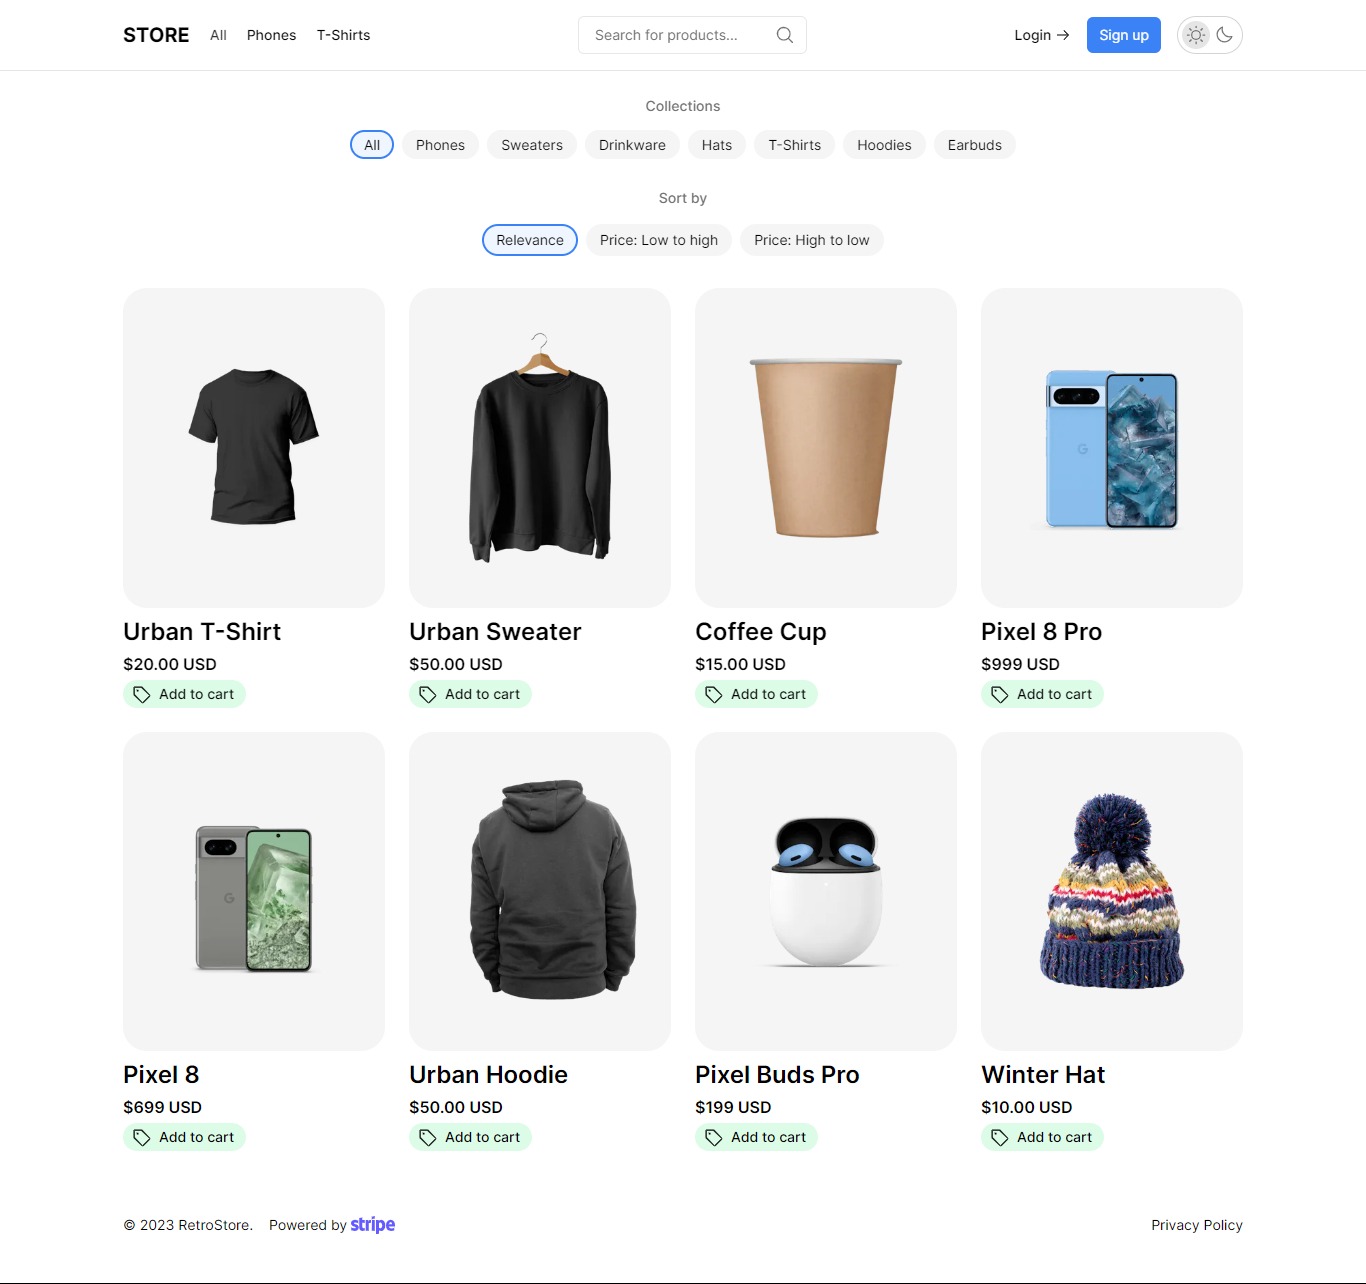 STORE All Phones T-Shirts Search for products... Login → Sign up
Collections
All Phones Sweaters Drinkware Hats T-Shirts Hoodies Earbuds
Sort by
Relevance Price: Low to high Price: High to low
Urban T-Shirt Urban Sweater Coffee Cup Pixel 8 Pro
$20.00 USD $50.00 USD $15.00 USD $999 USD
Add to cart Add to cart Add to cart Add to cart
Pixel 8 Urban Hoodie Pixel Buds Pro Winter Hat
$699 USD $50.00 USD $199 USD $10.00 USD
Add to cart Add to cart Add to cart Add to cart
© 2023 RetroStore. Powered by stripe Privacy Policy